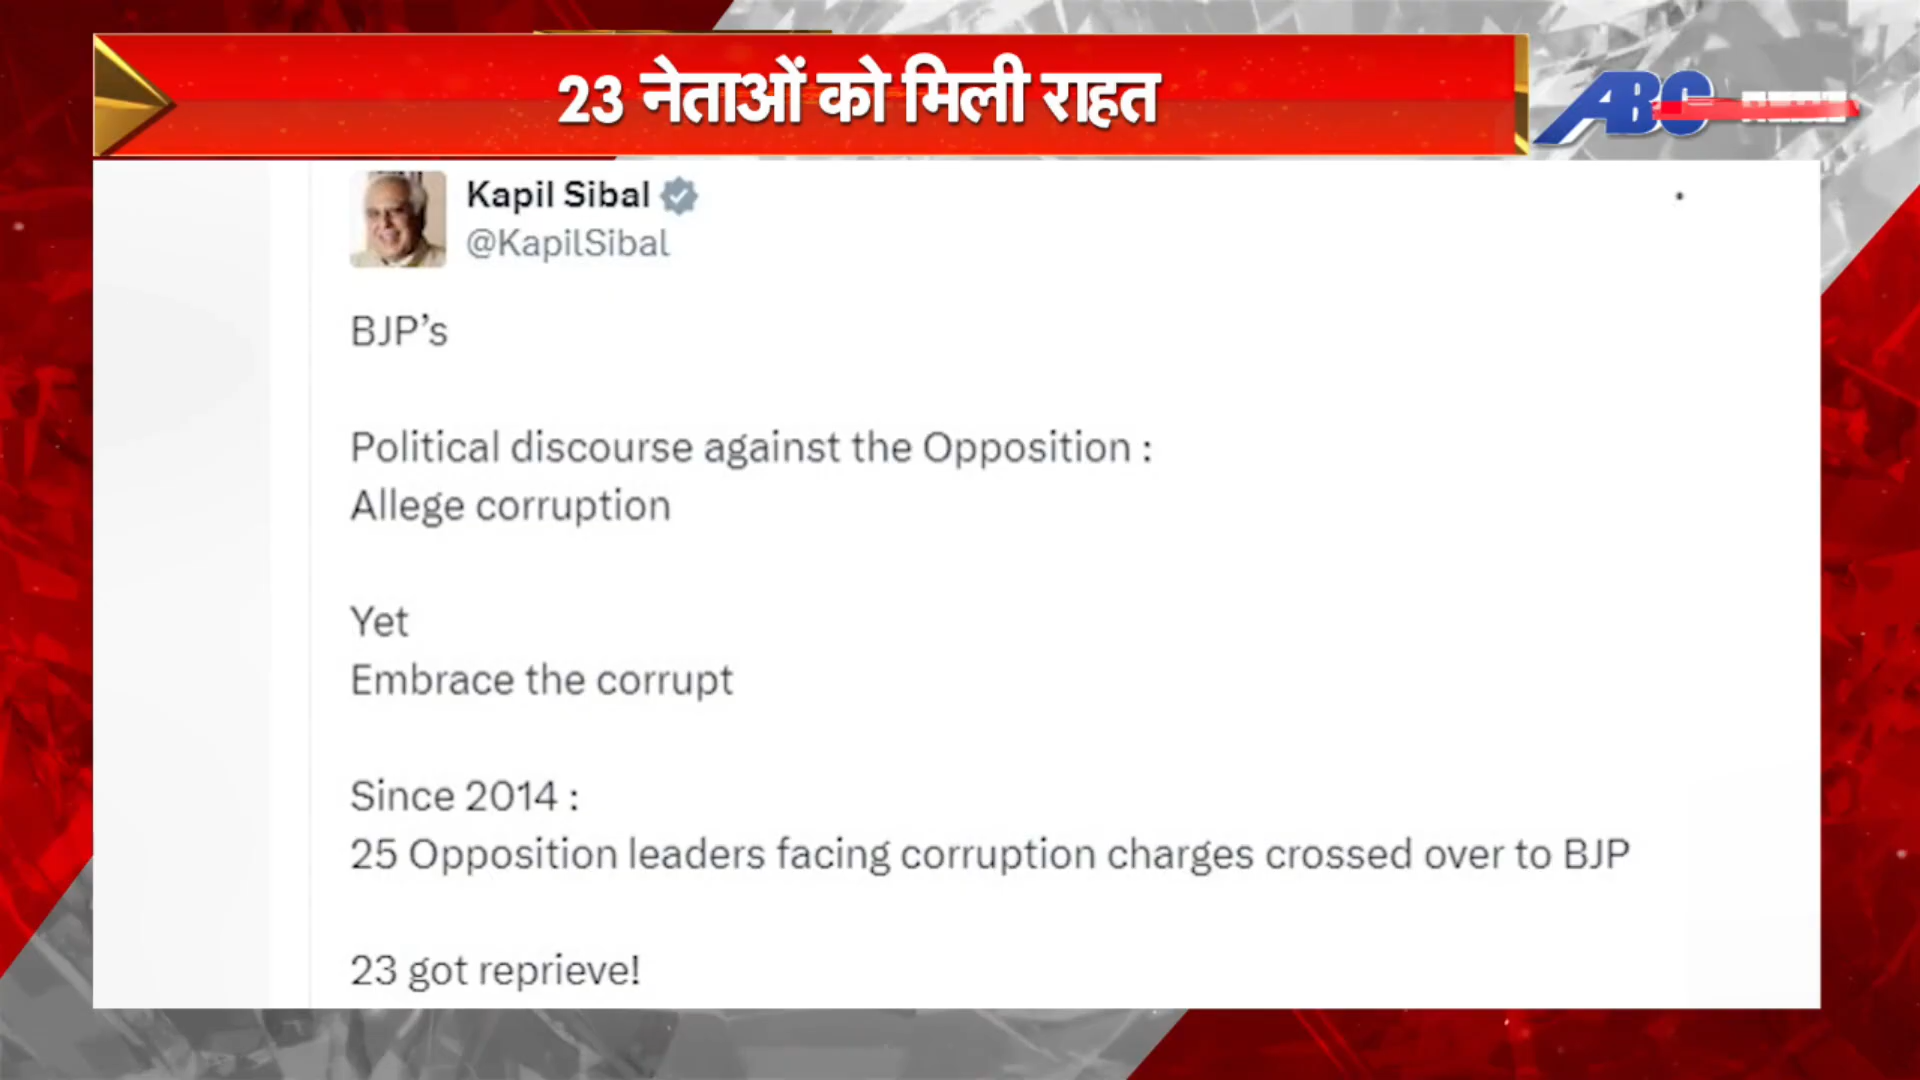 23 नेताओं को मिली राहत
ABC
Kapil Sibal
@KapilSibal
BJP’s
Political discourse against the Opposition :
Allege corruption
Yet
Embrace the corrupt
Since 2014 :
25 Opposition leaders facing corruption charges crossed over to BJP
23 got reprieve!